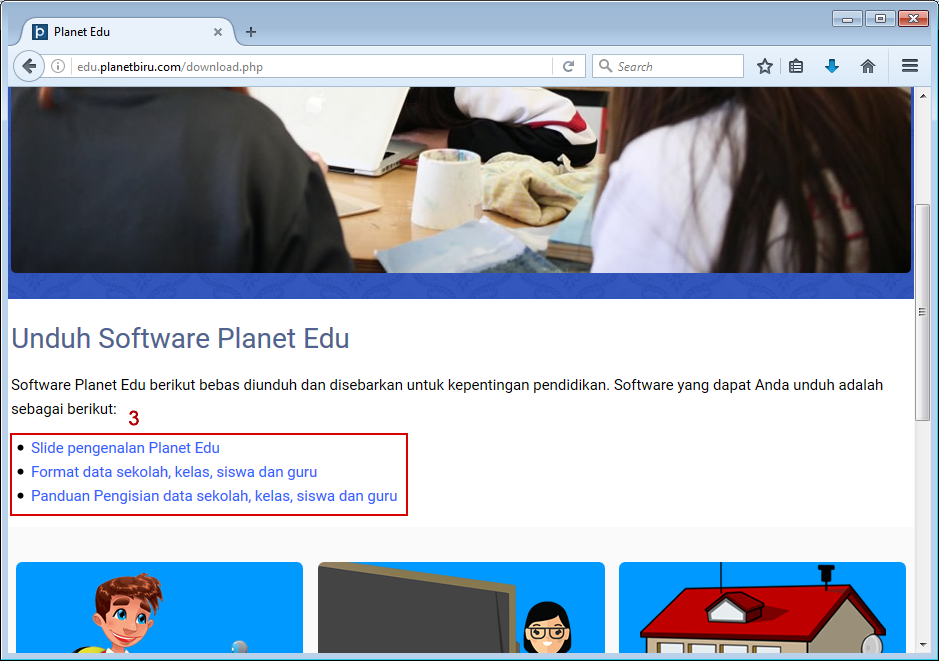 Planet Edu
edu.planetbiru.com/download.php
Search
Unduh Software Planet Edu
Software Planet Edu berikut bebas diunduh dan disebarkan untuk kepentingan pendidikan. Software yang dapat Anda unduh adalah
sebagai berikut:
3
Slide pengenalan Planet Edu
Format data sekolah, kelas, siswa dan guru
Panduan Pengisian data sekolah, kelas, siswa dan guru